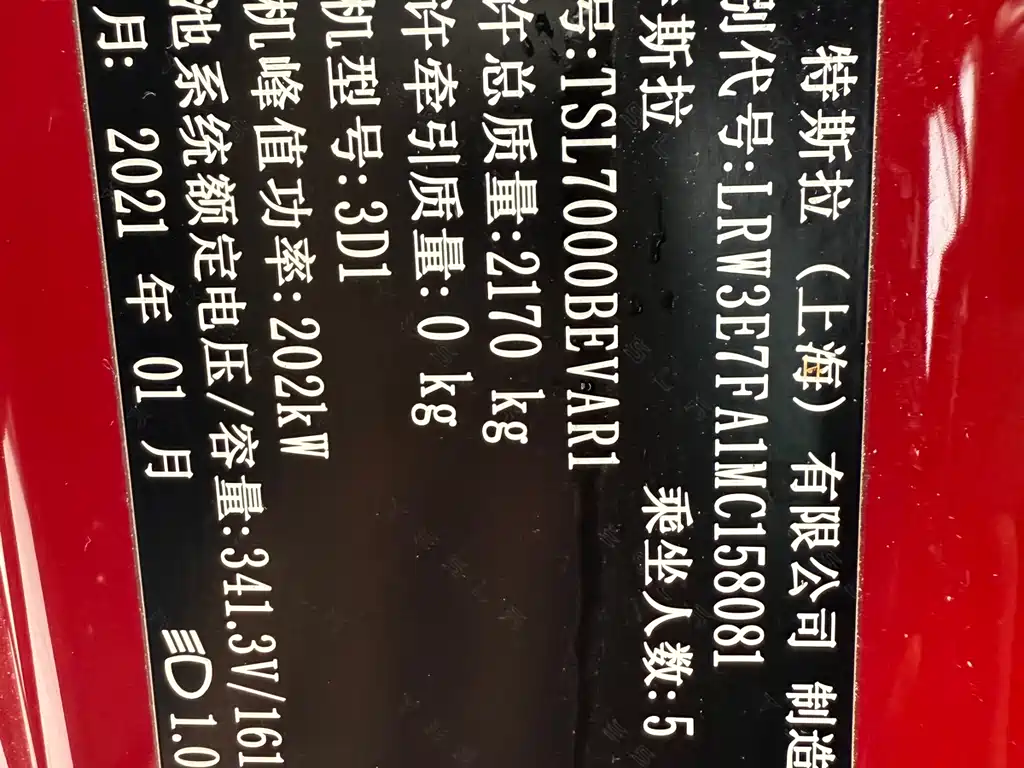 特斯拉（上海）有限公司 制造
别代号:LRW3E7FA1MC158081
斯拉 乘坐人数:5
号:TSL7000BEVAR1
许总质量:2170 kg
许牵引质量:0 kg
机型号:3D1
机峰值功率:202kW
池系统额定电压/容量:341.3V/161
月: 2021 年 01 月 1.0